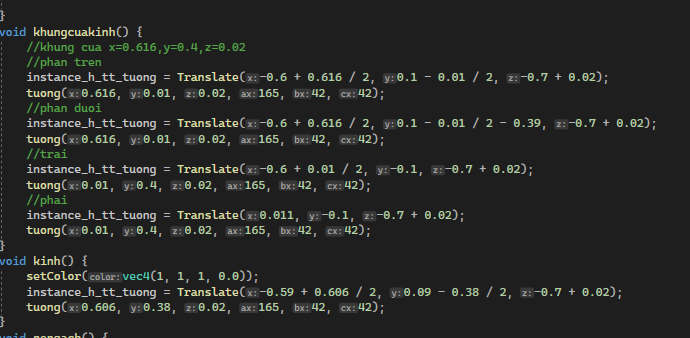 }
void khungcuakinh() {
//khung cua x=0.616,y=0.4,z=0.02
//phan tren
instance_h_tt_tuong = Translate(x:-0.6 + 0.616 / 2, y:0.1 - 0.01 / 2, z:-0.7 + 0.02);
tuong(x:0.616, y:0.01, z:0.02, ax:165, bx:42, cx:42);
//phan duoi
instance_h_tt_tuong = Translate(x:-0.6 + 0.616 / 2, y:0.1 - 0.01 / 2 - 0.39, z:-0.7 + 0.02);
tuong(x:0.616, y:0.01, z:0.02, ax:165, bx:42, cx:42);
//trai
instance_h_tt_tuong = Translate(x:-0.6 + 0.01 / 2, y:-0.1, z:-0.7 + 0.02);
tuong(x:0.01, y:0.4, z:0.02, ax:165, bx:42, cx:42);
//phai
instance_h_tt_tuong = Translate(x:0.011, y:-0.1, z:-0.7 + 0.02);
tuong(x:0.01, y:0.4, z:0.02, ax:165, bx:42, cx:42);
}
void kinh() {
setColor(color:vec4(1, 1, 1, 0.0));
instance_h_tt_tuong = Translate(x:-0.59 + 0.606 / 2, y:0.09 - 0.38 / 2, z:-0.7 + 0.02);
tuong(x:0.606, y:0.38, z:0.02, ax:165, bx:42, cx:42);
}
void